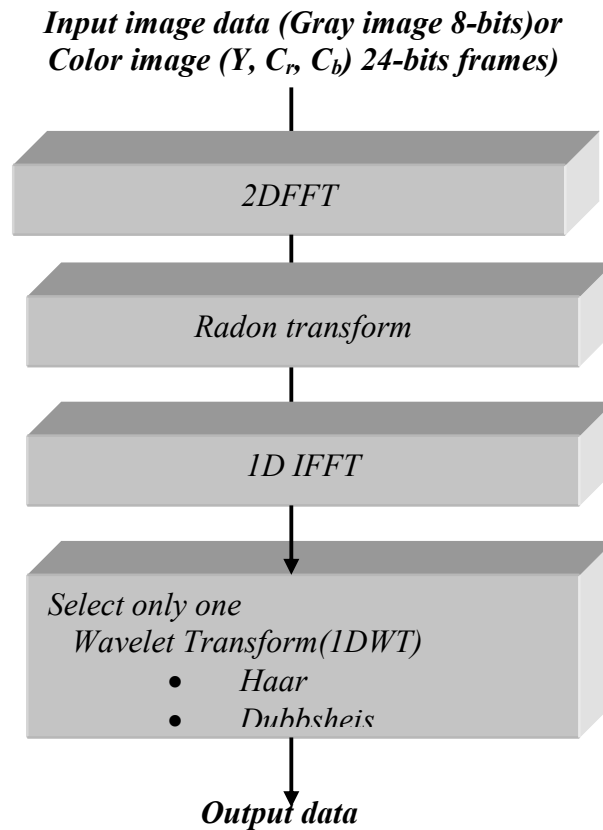 Input image data (Gray image 8-bits)or
Color image (Y, Cr, Cb) 24-bits frames)
2DFFT
Radon transform
1D IFFT
Select only one
Wavelet Transform(1DWT)
• Haar
• Dubbsheis
Output data